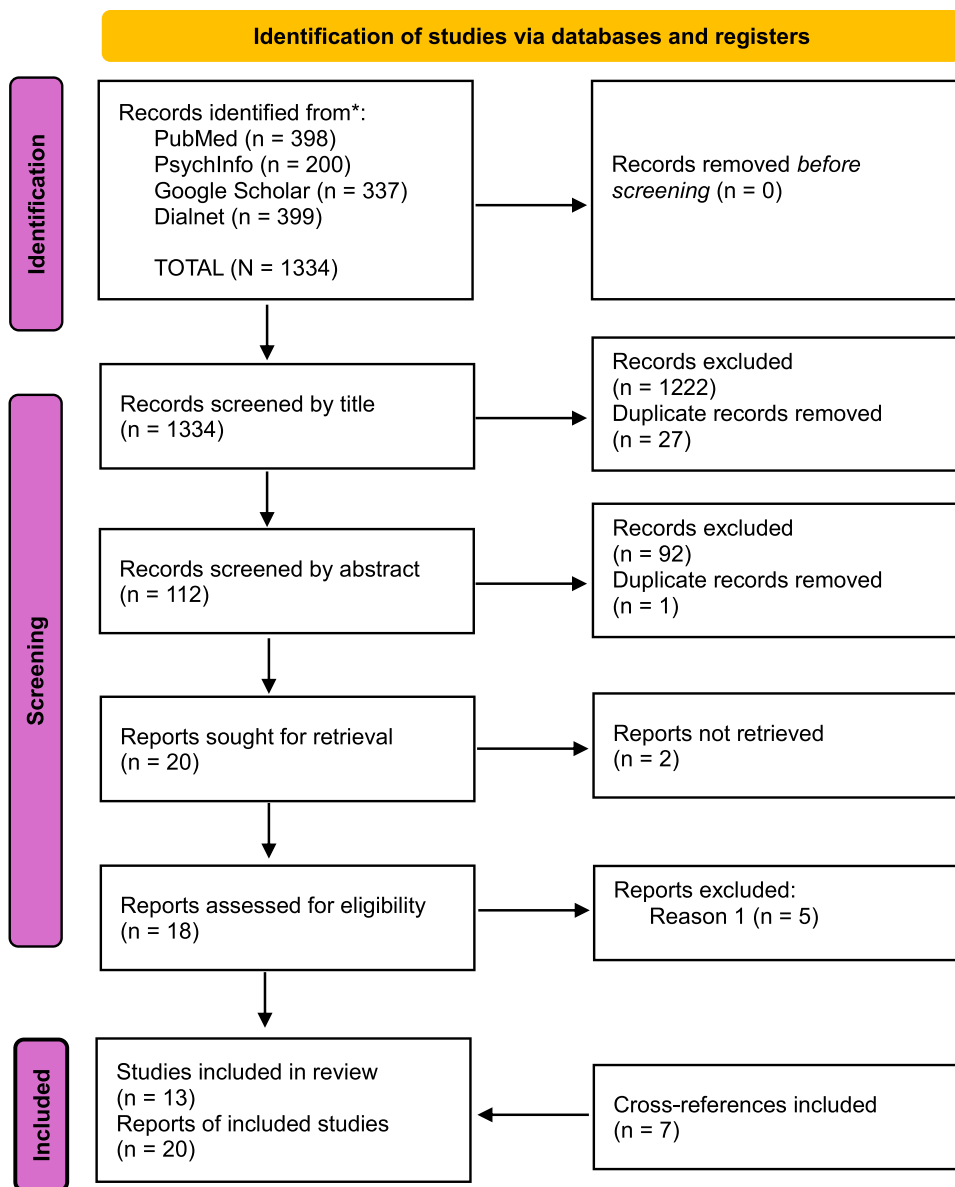 Identification of studies via databases and registers
Identification
Records identified from*:
PubMed (n = 398)
PsychInfo (n = 200)
Google Scholar (n = 337)
Dialnet (n = 399)
TOTAL (N = 1334)
Records removed before
screening (n = 0)
Screening
Records screened by title
(n = 1334)
Records excluded
(n = 1222)
Duplicate records removed
(n = 27)
Records screened by abstract
(n = 112)
Records excluded
(n = 92)
Duplicate records removed
(n = 1)
Reports sought for retrieval
(n = 20)
Reports not retrieved
(n = 2)
Reports assessed for eligibility
(n = 18)
Reports excluded:
Reason 1 (n = 5)
Included
Studies included in review
(n = 13)
Reports of included studies
(n = 20)
Cross-references included
(n = 7)